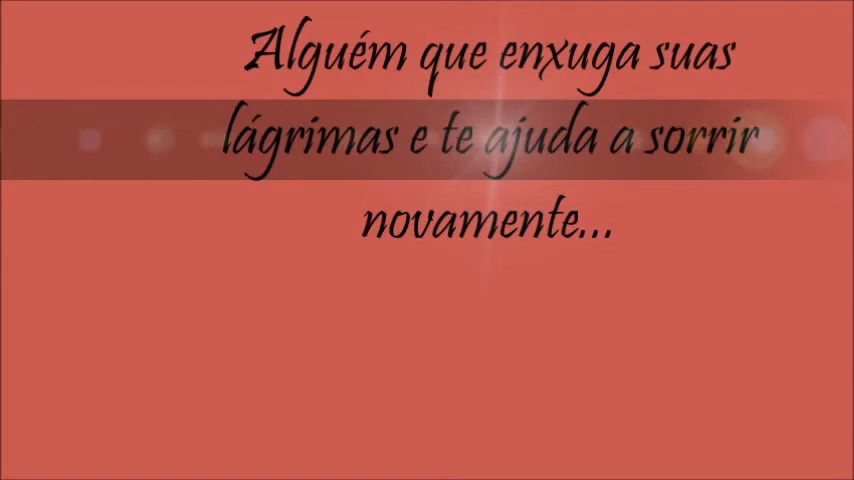 Alguém que enxuga suas
lágrimas e te ajuda a sorrir
novamente...